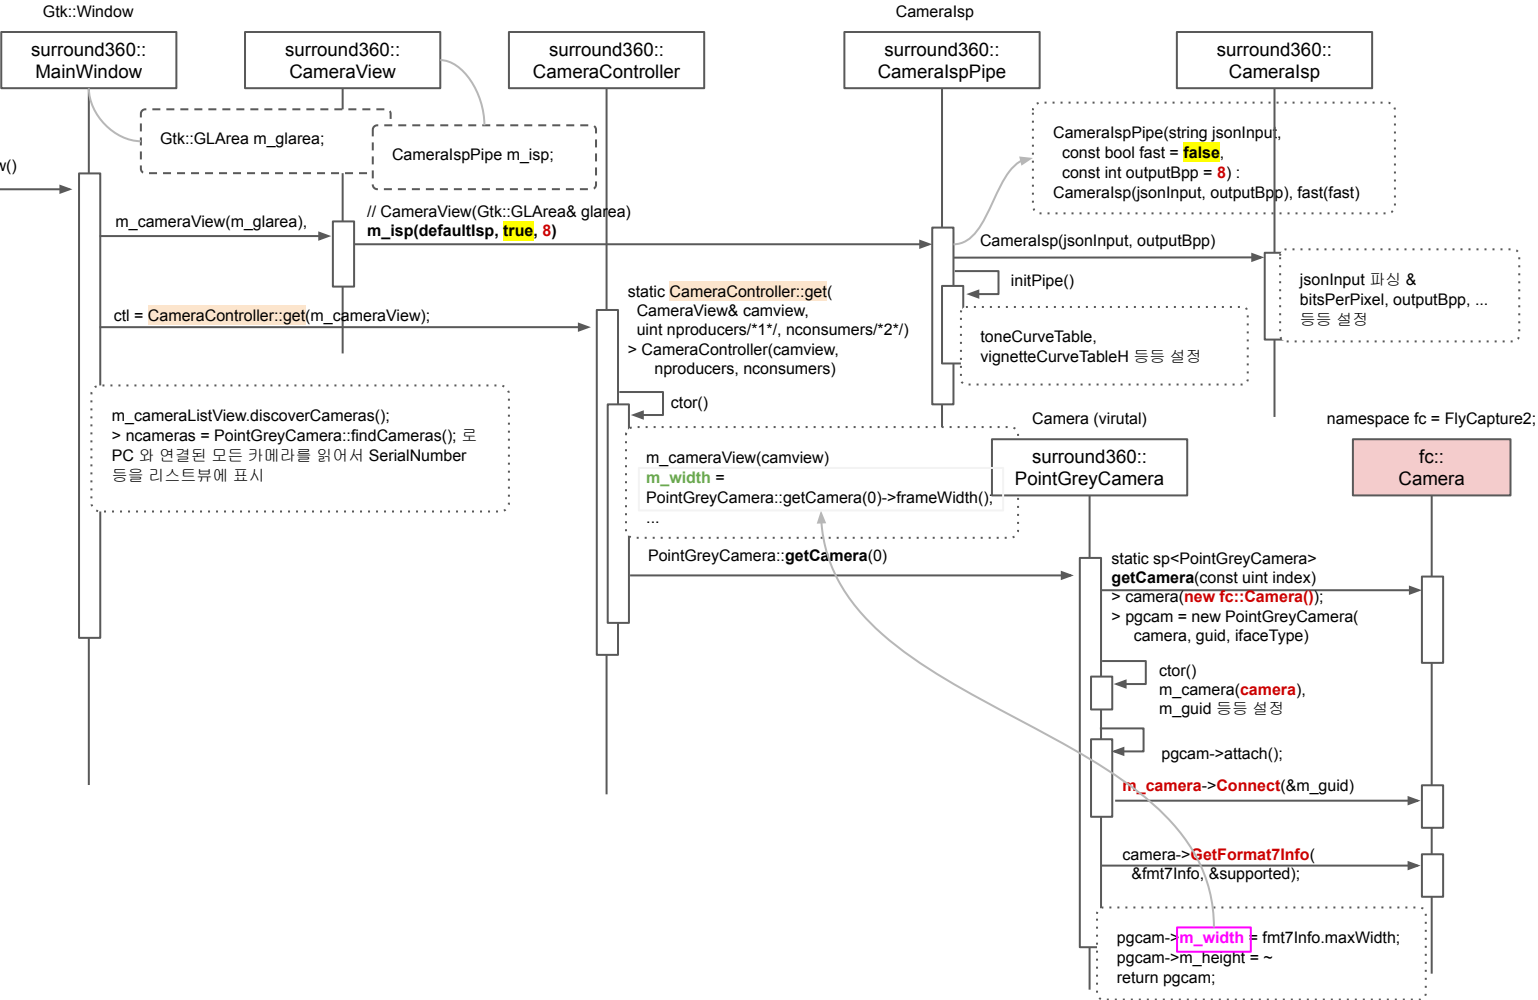 Gtk::Window
CameraIsp
surround360::
MainWindow
surround360::
CameraView
surround360::
CameraController
surround360::
CameraIspPipe
surround360::
CameraIsp
Gtk::GLArea m_glarea;
CameraIspPipe m_isp;
CameraIspPipe(string jsonInput,
const bool fast = false,
const int outputBpp = 8) :
CameraIsp(jsonInput, outputBpp), fast(fast)
w()
m_cameraView(m_glarea),
// CameraView(Gtk::GLArea& glarea)
m_isp(defaultIsp, true, 8)
CameraIsp(jsonInput, outputBpp)
initPipe()
jsonInput 파싱 &
bitsPerPixel, outputBpp, ...
등등 설정
toneCurveTable,
vignetteCurveTableH 등등 설정
ctl = CameraController::get(m_cameraView);
static CameraController::get(
CameraView& camview,
uint nproducers/*1*/, nconsumers/*2*/)
> CameraController(camview,
nproducers, nconsumers)
ctor()
m_cameraListView.discoverCameras();
> ncameras = PointGreyCamera::findCameras(); 로
PC 와 연결된 모든 카메라를 읽어서 SerialNumber
등을 리스트뷰에 표시
m_cameraView(camview)
m_width =
PointGreyCamera::getCamera(0)->frameWidth();
...
Camera (virutal)
surround360::
PointGreyCamera
namespace fc = FlyCapture2;
fc::
Camera
PointGreyCamera::getCamera(0)
static sp<PointGreyCamera>
getCamera(const uint index)
> camera(new fc::Camera());
> pgcam = new PointGreyCamera(
camera, guid, ifaceType)
ctor()
m_camera(camera),
m_guid 등등 설정
pgcam->attach();
m_camera->Connect(&m_guid)
camera->GetFormat7Info(
&fmt7Info, &supported);
pgcam->m_width = fmt7Info.maxWidth;
pgcam->m_height = ~
return pgcam;